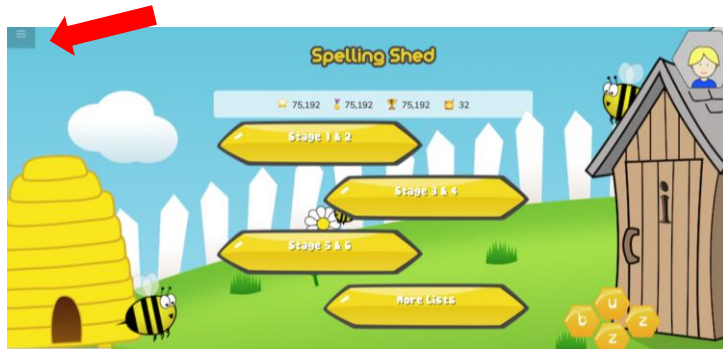 Spelling Shed
75,192 75,192 75,192 32
Stage 1 & 2
Stage 3 & 4
Stage 5 & 6
More Lists
i
b u z z